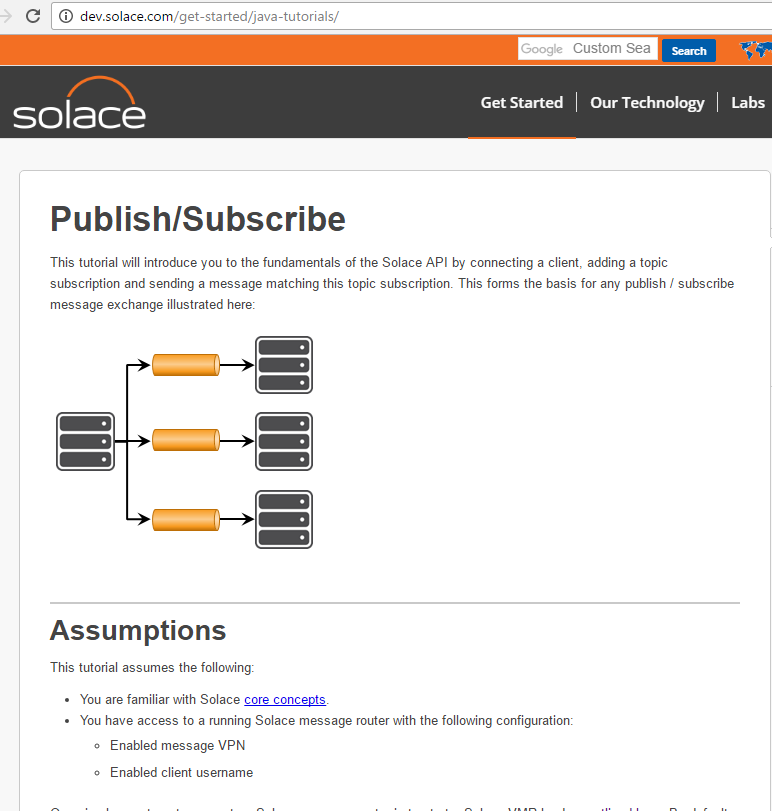 dev.solace.com/get-started/java-tutorials/
Google Custom Sea
Search
solace
Get Started
Our Technology
Labs
Publish/Subscribe
This tutorial will introduce you to the fundamentals of the Solace API by connecting a client, adding a topic
subscription and sending a message matching this topic subscription. This forms the basis for any publish / subscribe
message exchange illustrated here:
Assumptions
This tutorial assumes the following:
• You are familiar with Solace core concepts.
• You have access to a running Solace message router with the following configuration:
◦ Enabled message VPN
◦ Enabled client username